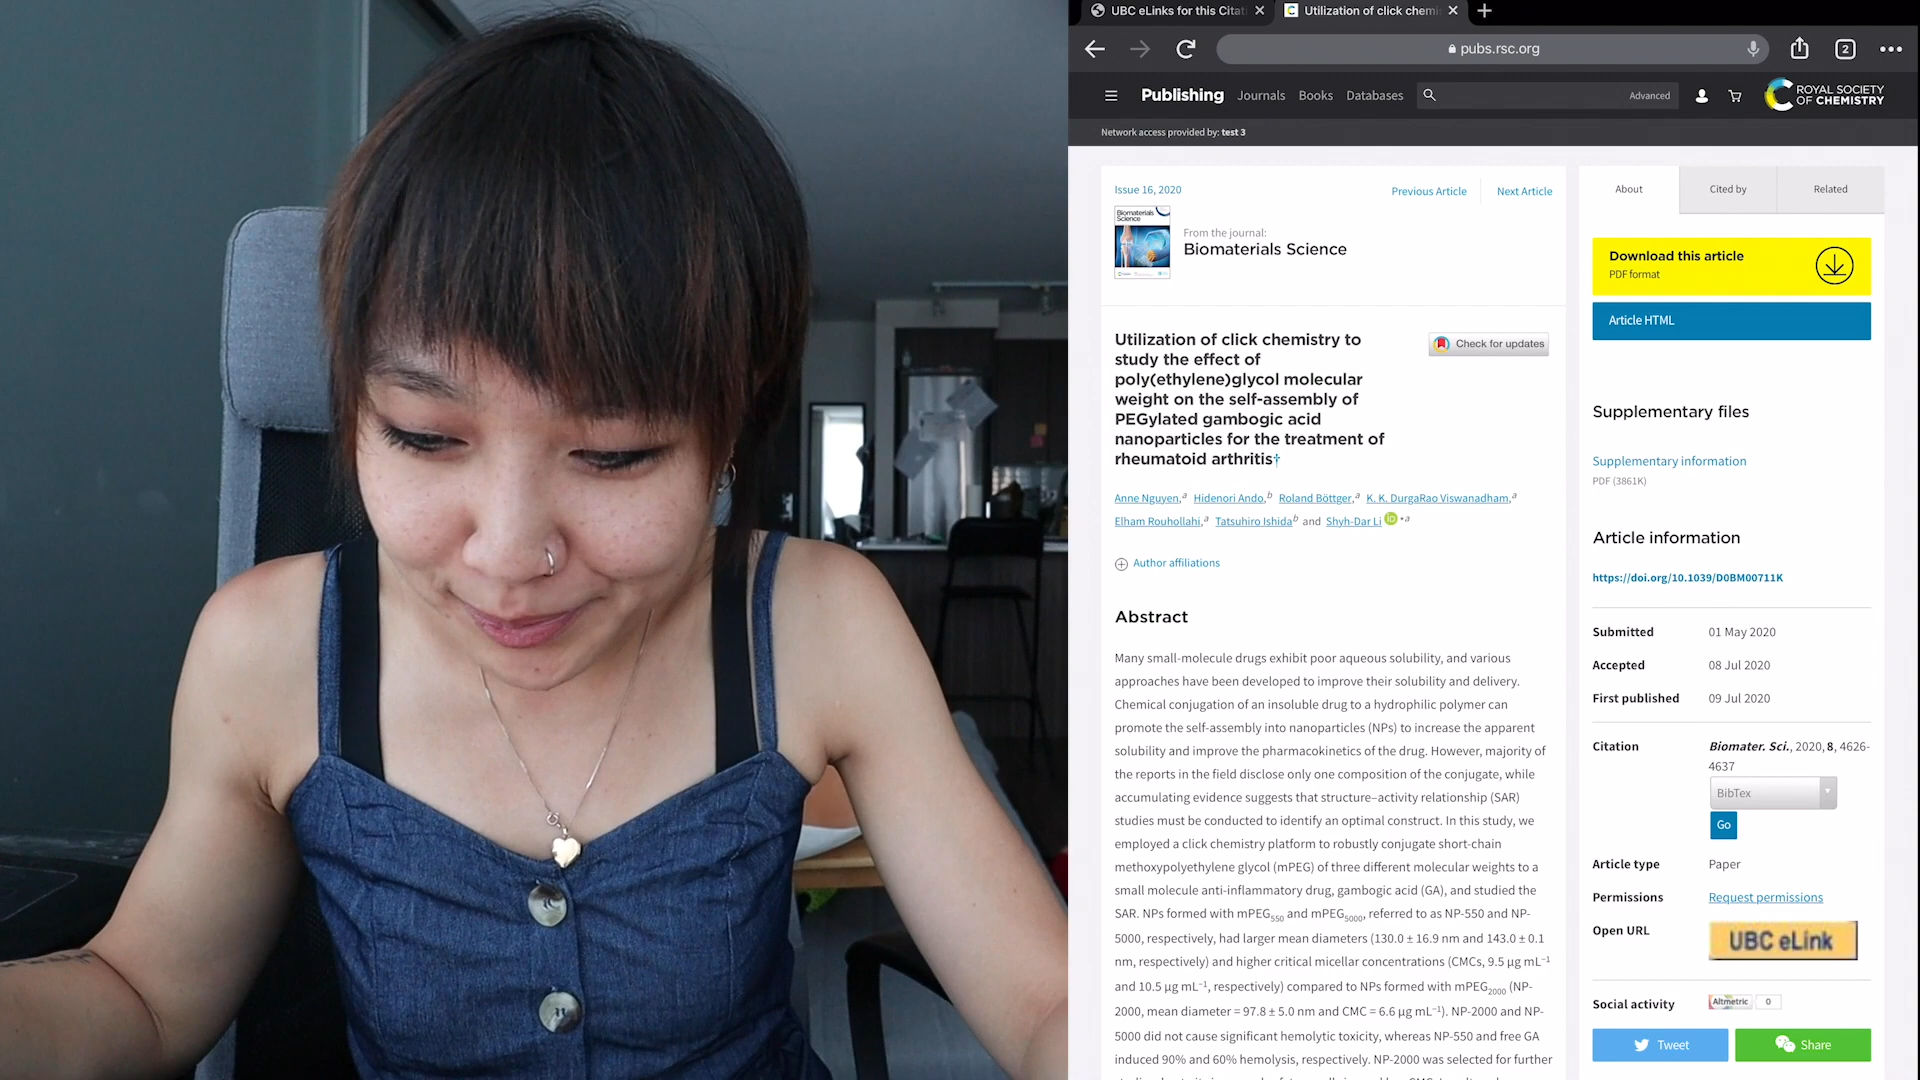 UBC eLinks for this Citat
Utilization of click chemi
pubs.rsc.org
2
Publishing
Journals
Books
Databases
Advanced
ROYAL SOCIETY
OF CHEMISTRY
Network access provided by: test 3
Issue 16, 2020
Previous Article
Next Article
Biomaterials
Science
From the journal:
Biomaterials Science
Utilization of click chemistry to
study the effect of
poly(ethylene)glycol molecular
weight on the self-assembly of
PEGylated gambogic acid
nanoparticles for the treatment of
rheumatoid arthritis†
Check for updates
Anne Nguyen,a Hidenori Ando,b Roland Böttger,a K. K. DurgaRao Viswanadham,a
Elham Rouhollahi,a Tatsuhiro Ishidab and Shyh-Dar Li iD *a
Author affiliations
Abstract
Many small-molecule drugs exhibit poor aqueous solubility, and various
approaches have been developed to improve their solubility and delivery.
Chemical conjugation of an insoluble drug to a hydrophilic polymer can
promote the self-assembly into nanoparticles (NPs) to increase the apparent
solubility and improve the pharmacokinetics of the drug. However, majority of
the reports in the field disclose only one composition of the conjugate, while
accumulating evidence suggests that structure–activity relationship (SAR)
studies must be conducted to identify an optimal construct. In this study, we
employed a click chemistry platform to robustly conjugate short-chain
methoxypolyethylene glycol (mPEG) of three different molecular weights to a
small molecule anti-inflammatory drug, gambogic acid (GA), and studied the
SAR. NPs formed with mPEG550 and mPEG5000, referred to as NP-550 and NP-
5000, respectively, had larger mean diameters (130.0 ± 16.9 nm and 143.0 ± 0.1
nm, respectively) and higher critical micellar concentrations (CMCs, 9.5 μg mL−1
and 10.5 μg mL−1, respectively) compared to NPs formed with mPEG2000 (NP-
2000, mean diameter = 97.8 ± 5.0 nm and CMC = 6.6 μg mL−1). NP-2000 and NP-
5000 did not cause significant hemolytic toxicity, whereas NP-550 and free GA
induced 90% and 60% hemolysis, respectively. NP-2000 was selected for further
About
Cited by
Related
Download this article
PDF format
Article HTML
Supplementary files
Supplementary information
PDF (3861K)
Article information
https://doi.org/10.1039/D0BM00711K
Submitted 01 May 2020
Accepted 08 Jul 2020
First published 09 Jul 2020
Citation Biomater. Sci., 2020, 8, 4626-
4637
BibTex
Go
Article type Paper
Permissions Request permissions
Open URL UBC eLink
Social activity Altmetric 0
Tweet
Share